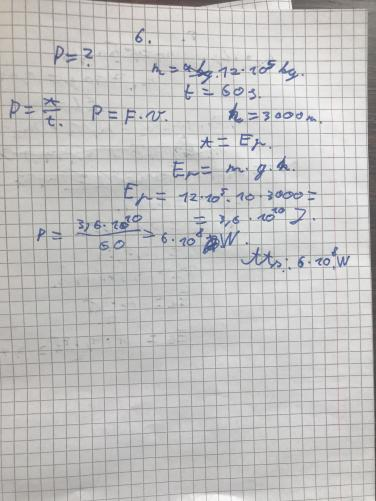 6.
P = ?
m = 12·10⁵ kg.
t = 60 s.
P = A/t. P = F·v. h = 3000m.
A = Ep.
Ep = m·g·h.
Ep = 12·10⁵·10·3000 =
= 3,6·10¹⁰ J.
P = 3,6·10¹⁰/60 = 6·10⁸ W.
6·10⁸ W